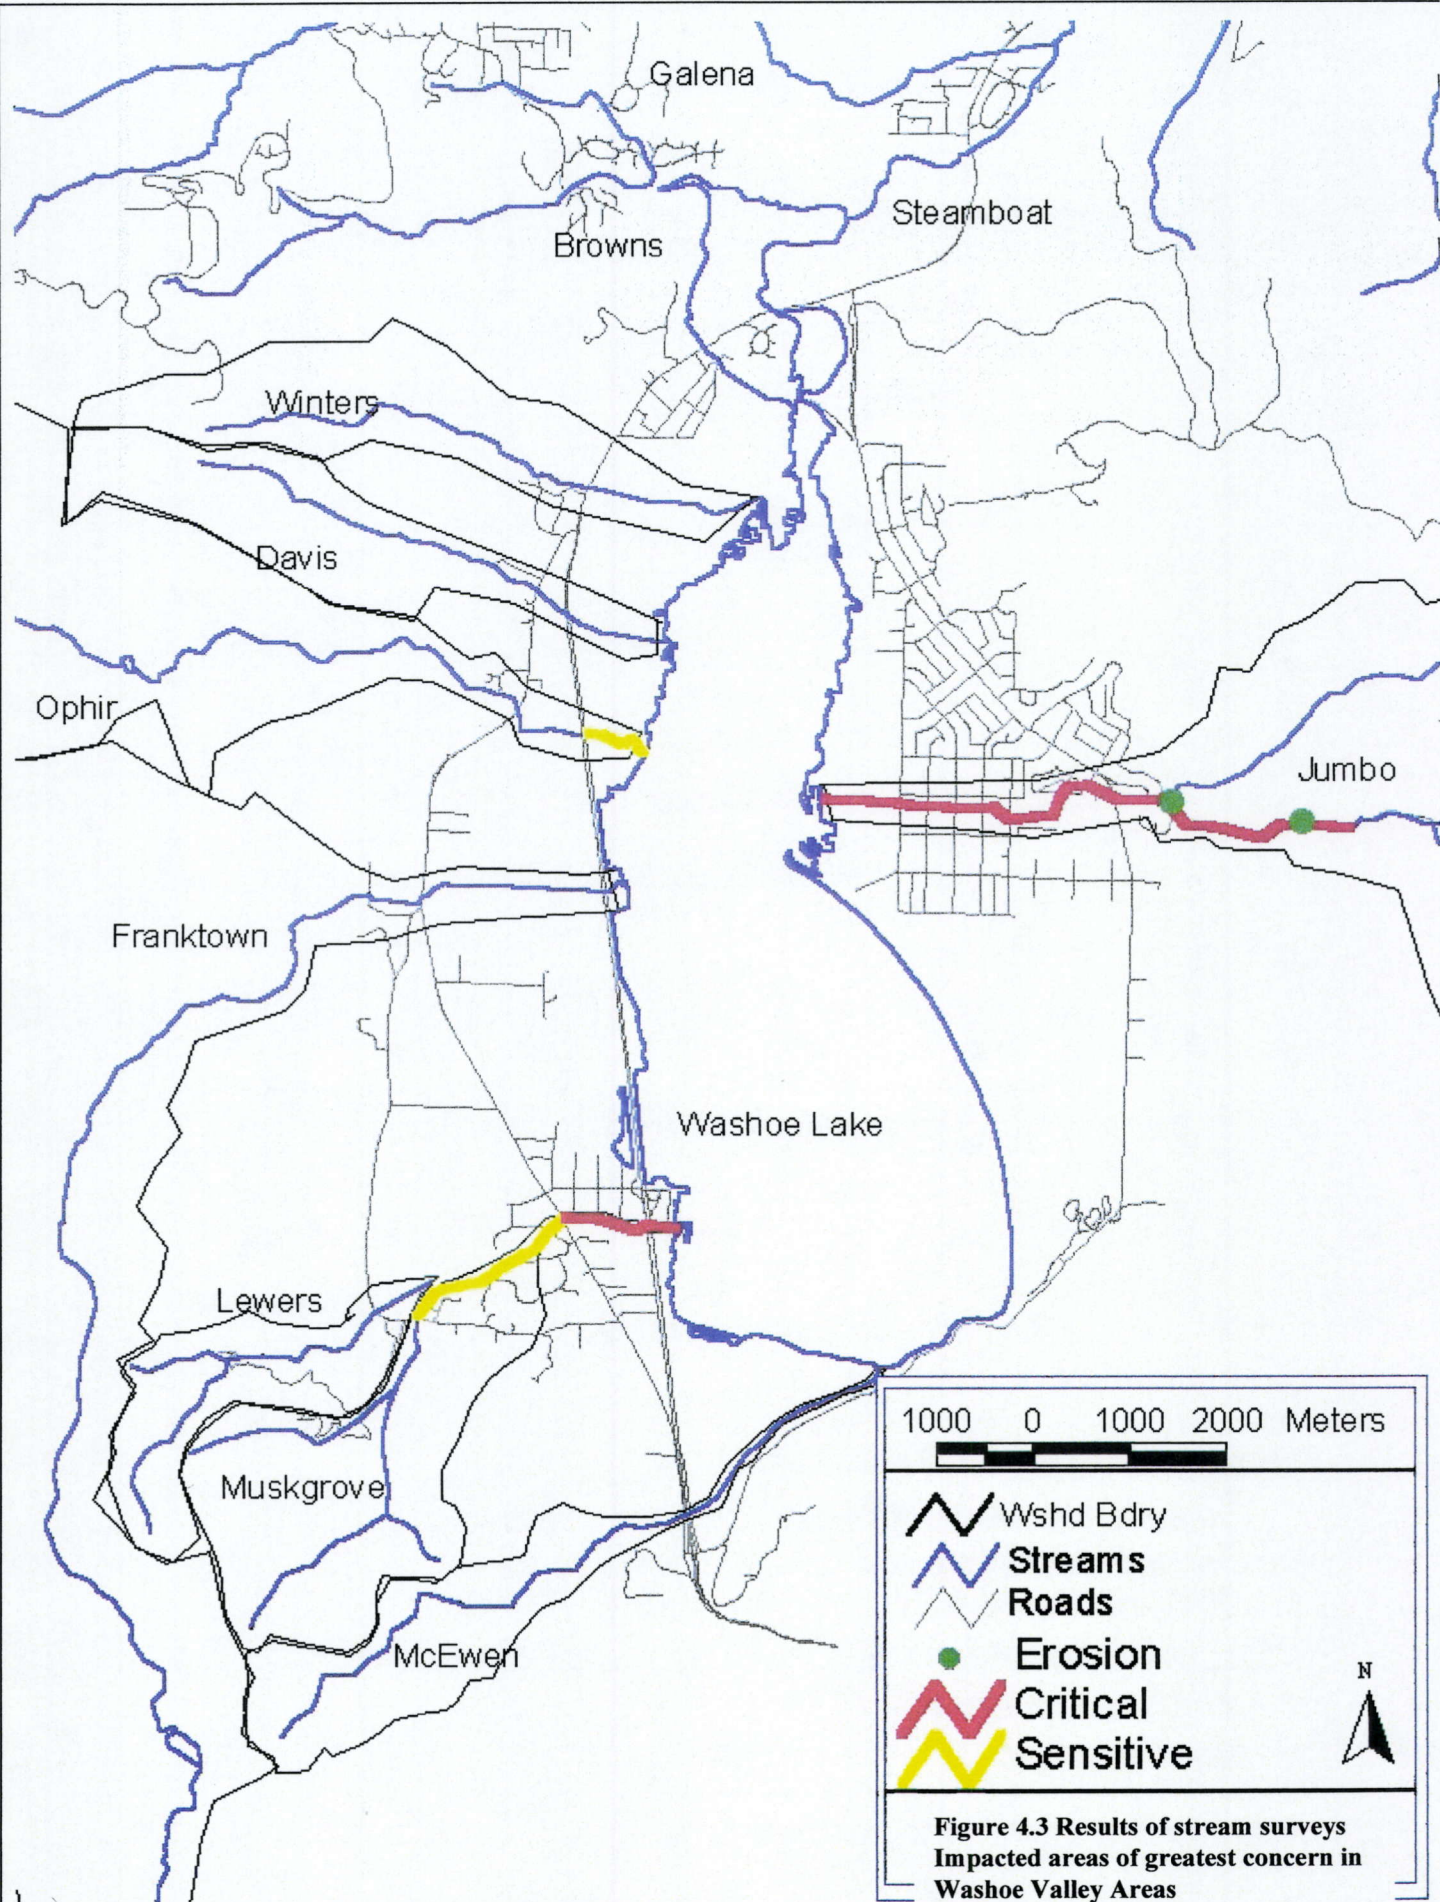 Galena
Steamboat
Browns
Winters
Davis
Ophir
Jumbo
Franktown
Washoe Lake
Lewers
Muskgrove
McEwen
1000 0 1000 2000 Meters
Wshd Bdry
Streams
Roads
Erosion
Critical
Sensitive
N
Figure 4.3 Results of stream surveys
Impacted areas of greatest concern in
Washoe Valley Areas